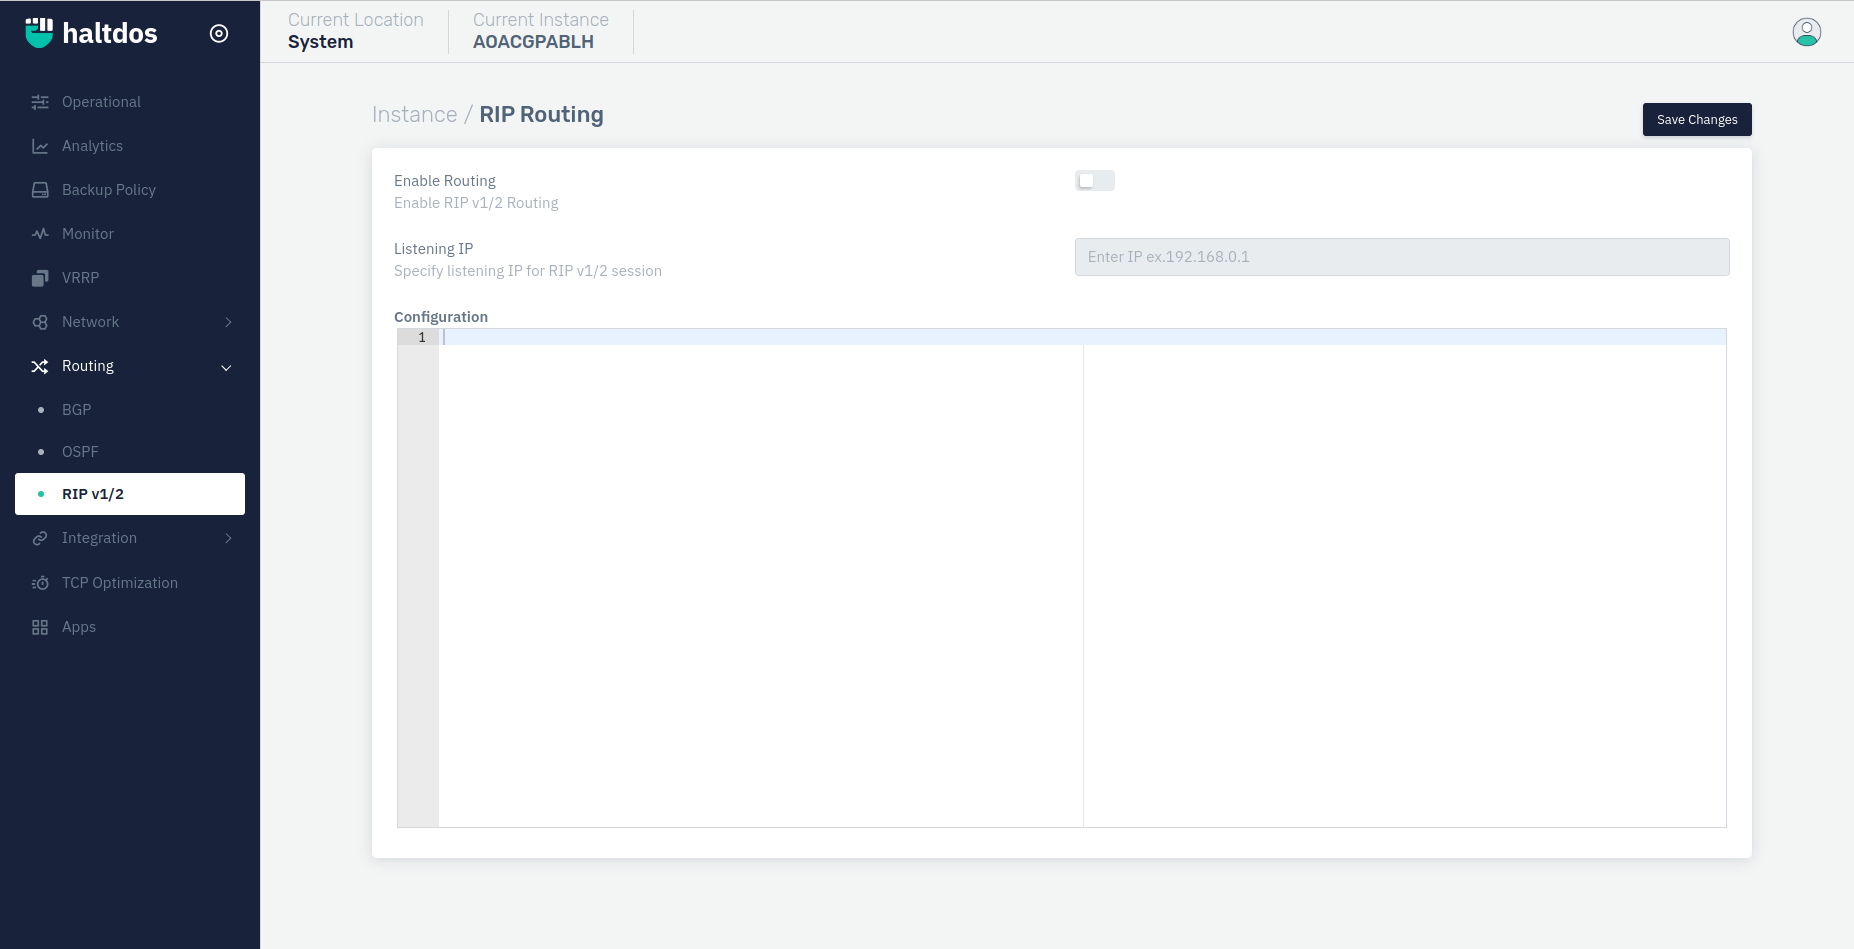 haltdos
Operational
Analytics
Backup Policy
Monitor
VRRP
Network
Routing
BGP
OSPF
RIP v1/2
Integration
TCP Optimization
Apps
Current Location
System
Current Instance
AOACGPABLH
Instance / RIP Routing
Save Changes
Enable Routing
Enable RIP v1/2 Routing
Listening IP
Specify listening IP for RIP v1/2 session
Enter IP ex.192.168.0.1
Configuration
1